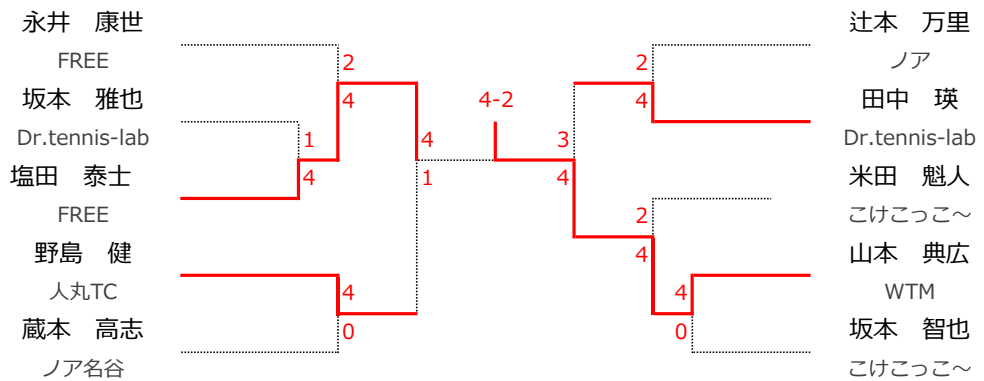 永井　康世
FREE
坂本　雅也
Dr.tennis-lab
塩田　泰士
FREE
野島　健
人丸TC
蔵本　高志
ノア名谷
2
4
1
4
4
1
4
0
4-2
3
4
2
4
2
4
4
0
辻本　万里
ノア
田中　瑛
Dr.tennis-lab
米田　魁人
こけこっこ～
山本　典広
WTM
坂本　智也
こけこっこ～